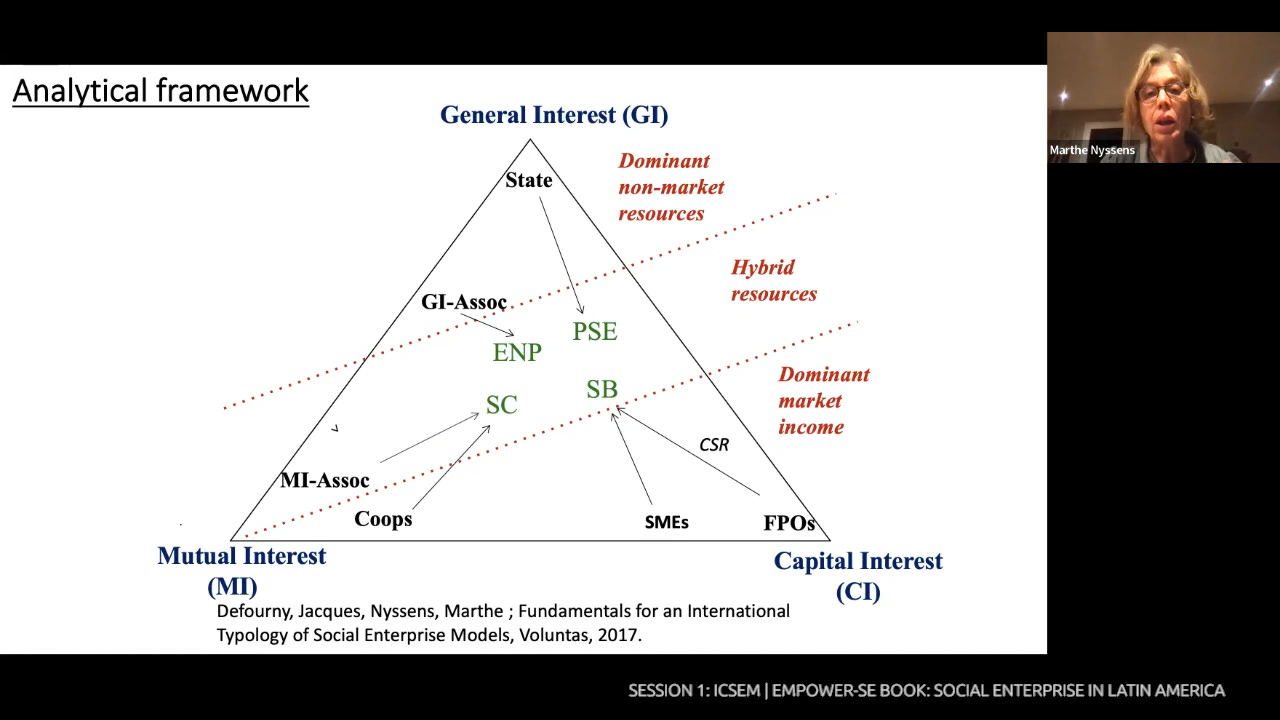 Analytical framework
General Interest (GI)
State
Dominant
non-market
resources
Hybrid
resources
GI-Assoc
PSE
ENP
Dominant
market
income
SB
SC
CSR
MI-Assoc
Coops
SMEs
FPOs
Mutual Interest
(MI)
Capital Interest
(CI)
Defourny, Jacques, Nyssens, Marthe ; Fundamentals for an International
Typology of Social Enterprise Models, Voluntas, 2017.
Marthe Nyssens
SESSION 1: ICSEM | EMPOWER-SE BOOK: SOCIAL ENTERPRISE IN LATIN AMERICA